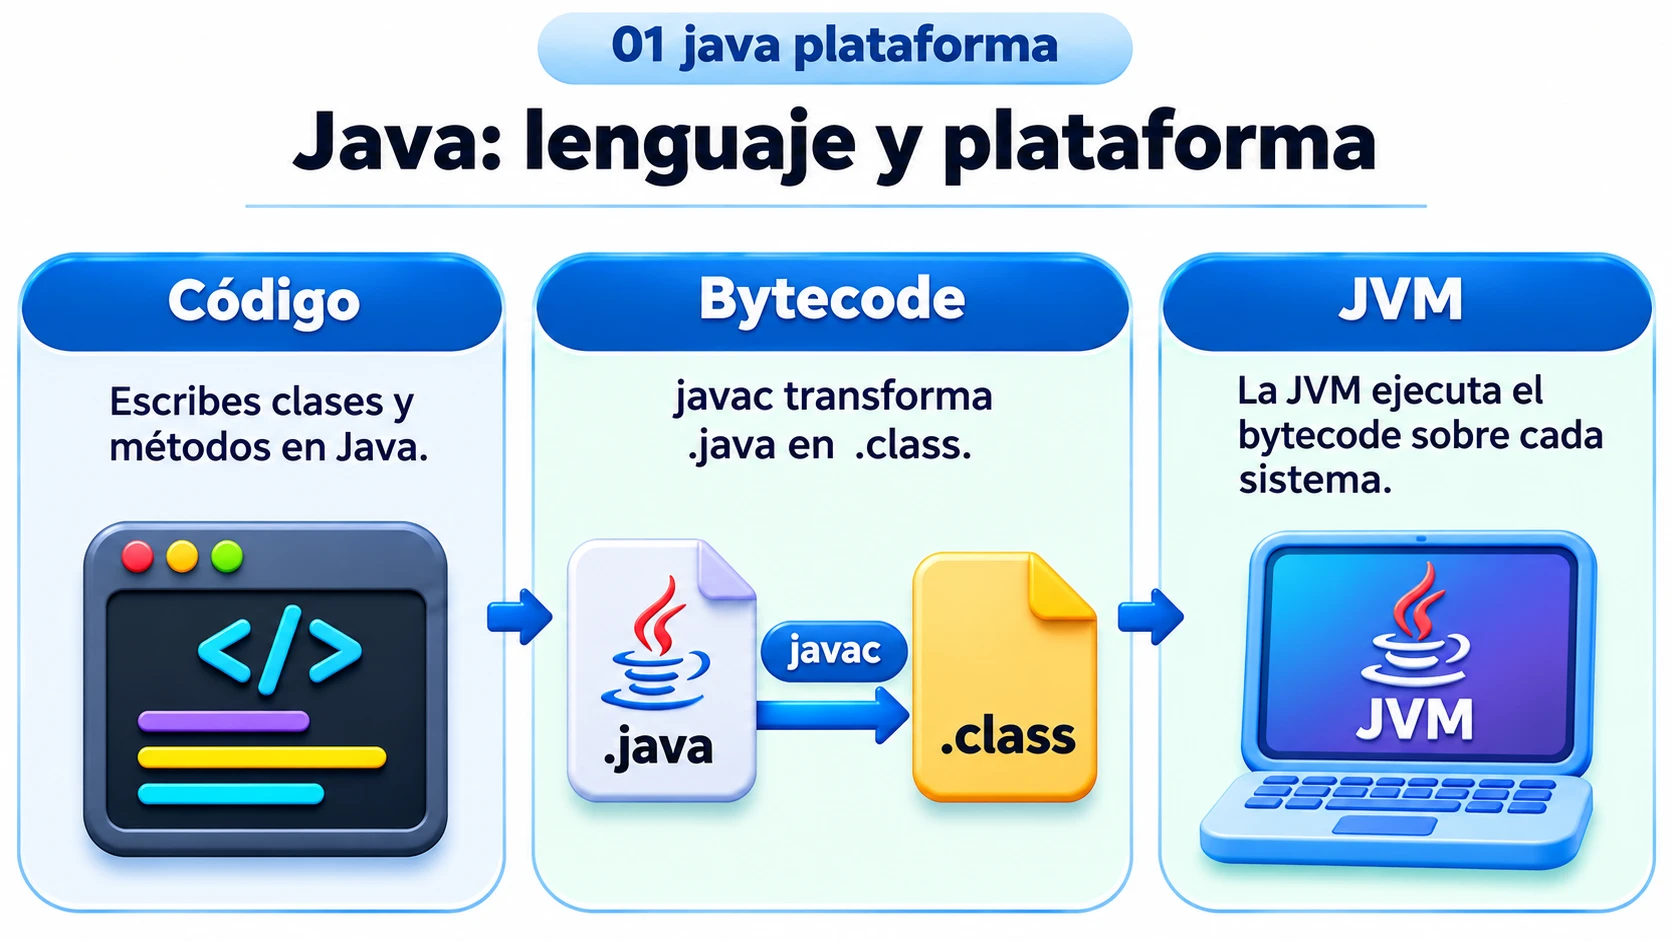 01 java plataforma
Java: lenguaje y plataforma
Código
Escribes clases y
métodos en Java.
</>
Bytecode
javac transforma
.java en .class.
.java
javac
.class
JVM
La JVM ejecuta el
bytecode sobre cada
sistema.
JVM